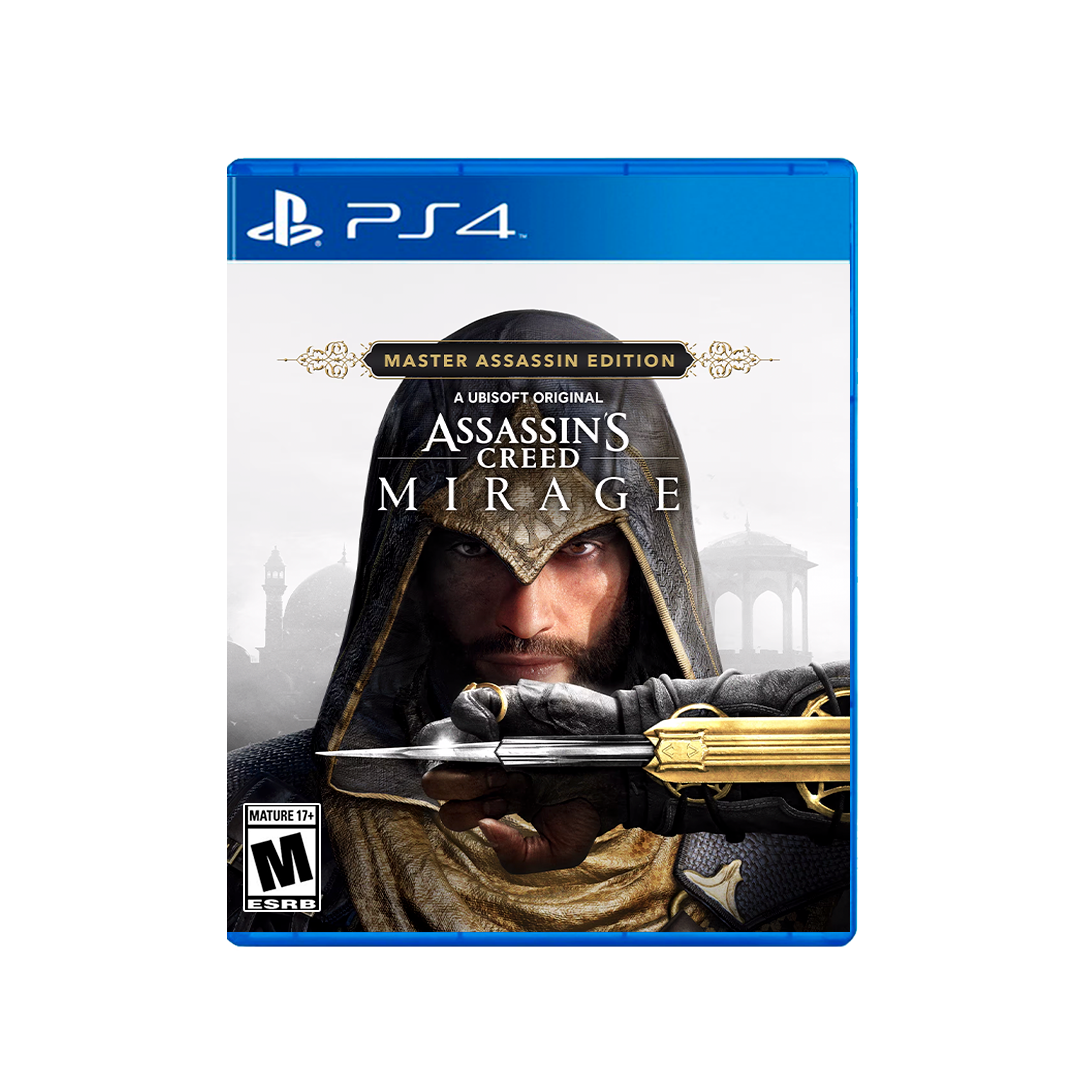 PS4
MASTER ASSASSIN EDITION
A UBISOFT ORIGINAL
ASSASSIN'S
CREED
MIRAGE
MATURE 17+
M
ESRB